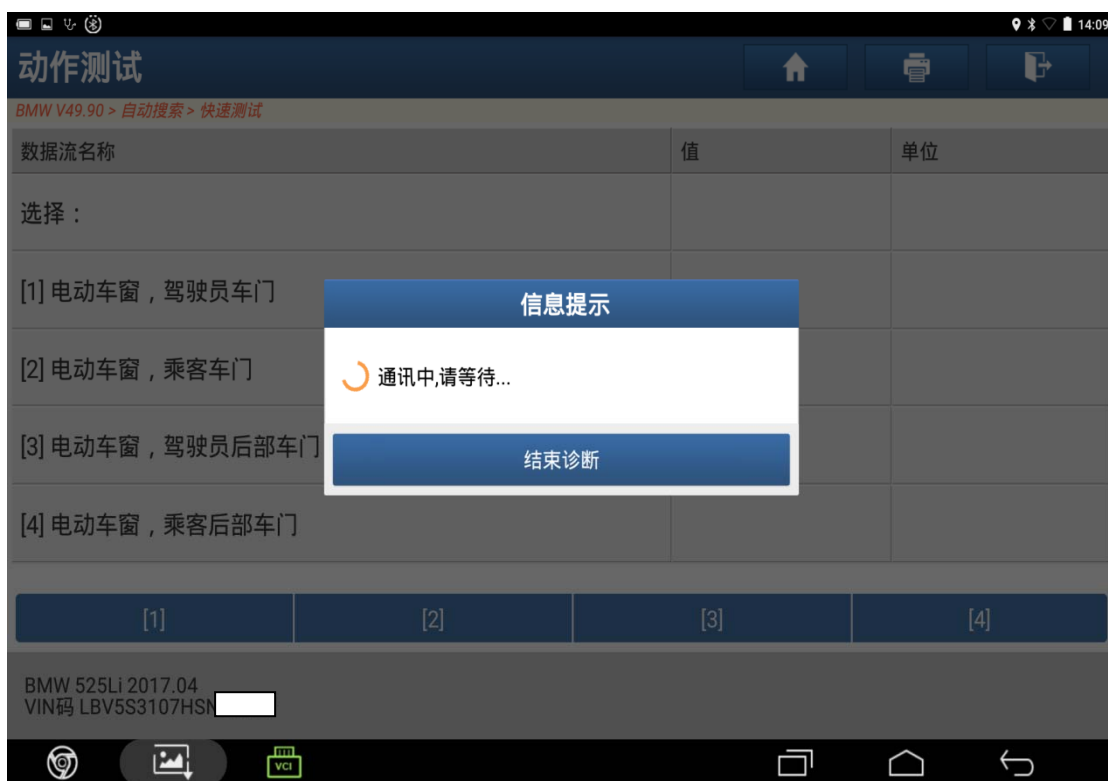 14:09
动作测试
BMW V49.90 > 自动搜索 > 快速测试
数据流名称 值 单位
选择：
[1] 电动车窗，驾驶员车门
信息提示
[2] 电动车窗，乘客车门
通讯中,请等待...
[3] 电动车窗，驾驶员后部车门
结束诊断
[4] 电动车窗，乘客后部车门
[1] [2] [3] [4]
BMW 525Li 2017.04
VIN码 LBV5S3107HSN
VCI